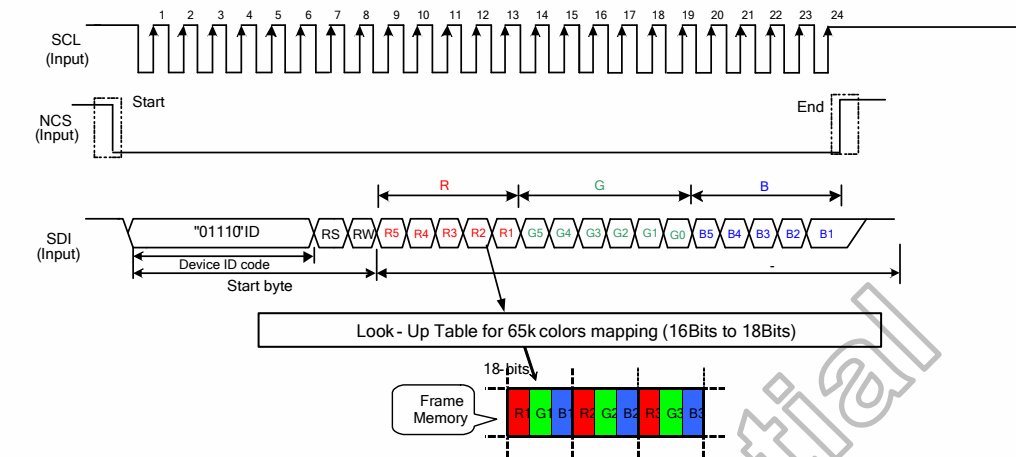 1 2 3 4 5 6 7 8 9 10 11 12 13 14 15 16 17 18 19 20 21 22 23 24
SCL
(Input)
Start
End
NCS
(Input)
R G B
SDI
(Input)
"01110"ID RS RW R5 R4 R3 R2 R1 G5 G4 G3 G2 G1 G0 B5 B4 B3 B2 B1
Device ID code
-
Start byte
Look - Up Table for 65k colors mapping (16Bits to 18Bits)
18-bits
Frame
Memory
R1 G1 B1 R2 G2 B2 R3 G3 B3
tial